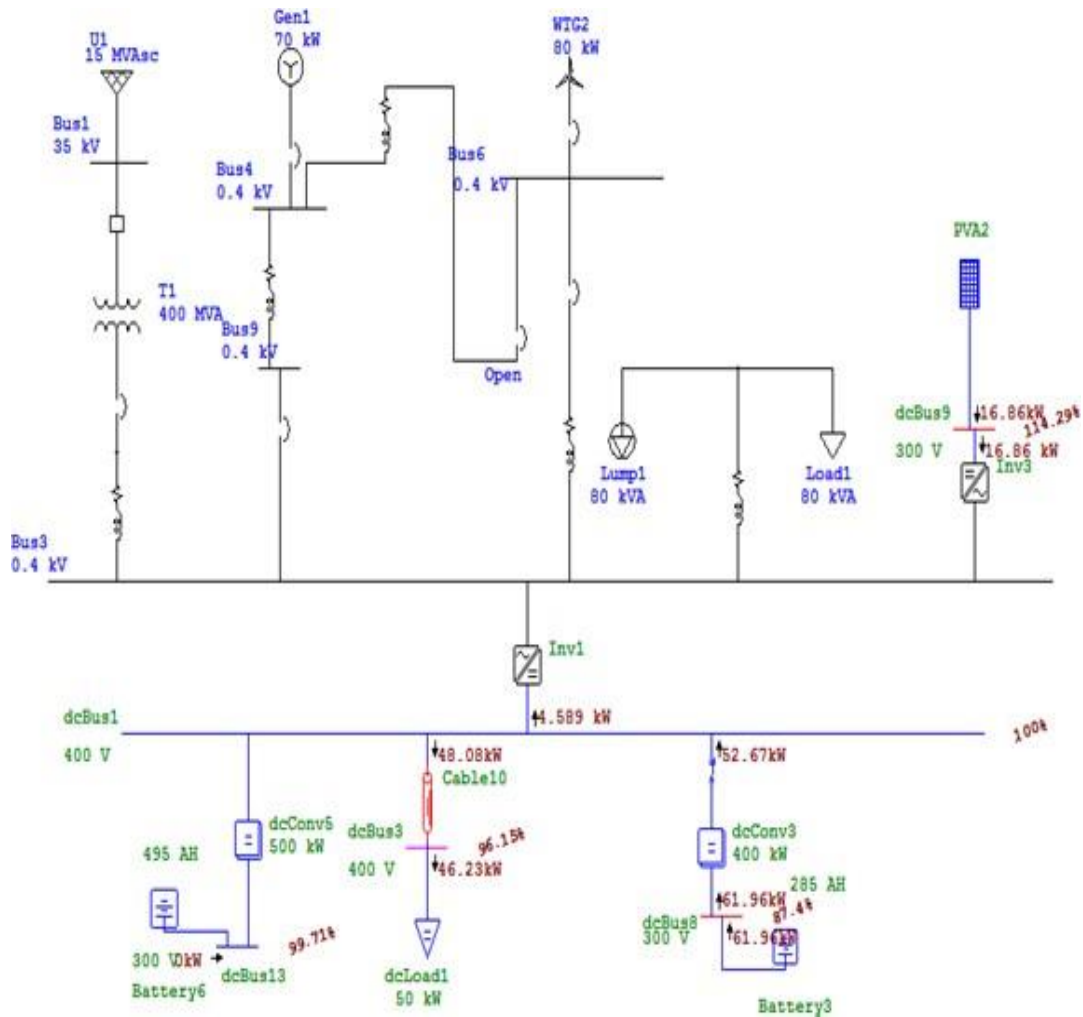 U1
15 MVAsc
Gen1
70 kW
WTG2
80 kW
Bus1
35 kV
Bus4
0.4 kV
Bus6
0.4 kV
PVA2
T1
400 MVA
Bus9
0.4 kV
Open
dcBus9
300 V
16.86kW
114.29%
16.86 kW
Inv3
Lump1
80 kVA
Load1
80 kVA
Bus3
0.4 kV
Inv1
4.589 kW
dcBus1
400 V
100%
48.08kW
Cable10
52.67kW
dcConv5
500 kW
dcBus3
400 V
96.15%
46.23kW
dcConv3
400 kW
495 AH
285 AH
61.96kW
87.4%
dcBus8
300 V
61.96kW
99.71%
300 V
0kW
dcBus13
Battery6
dcLoad1
50 kW
Battery3